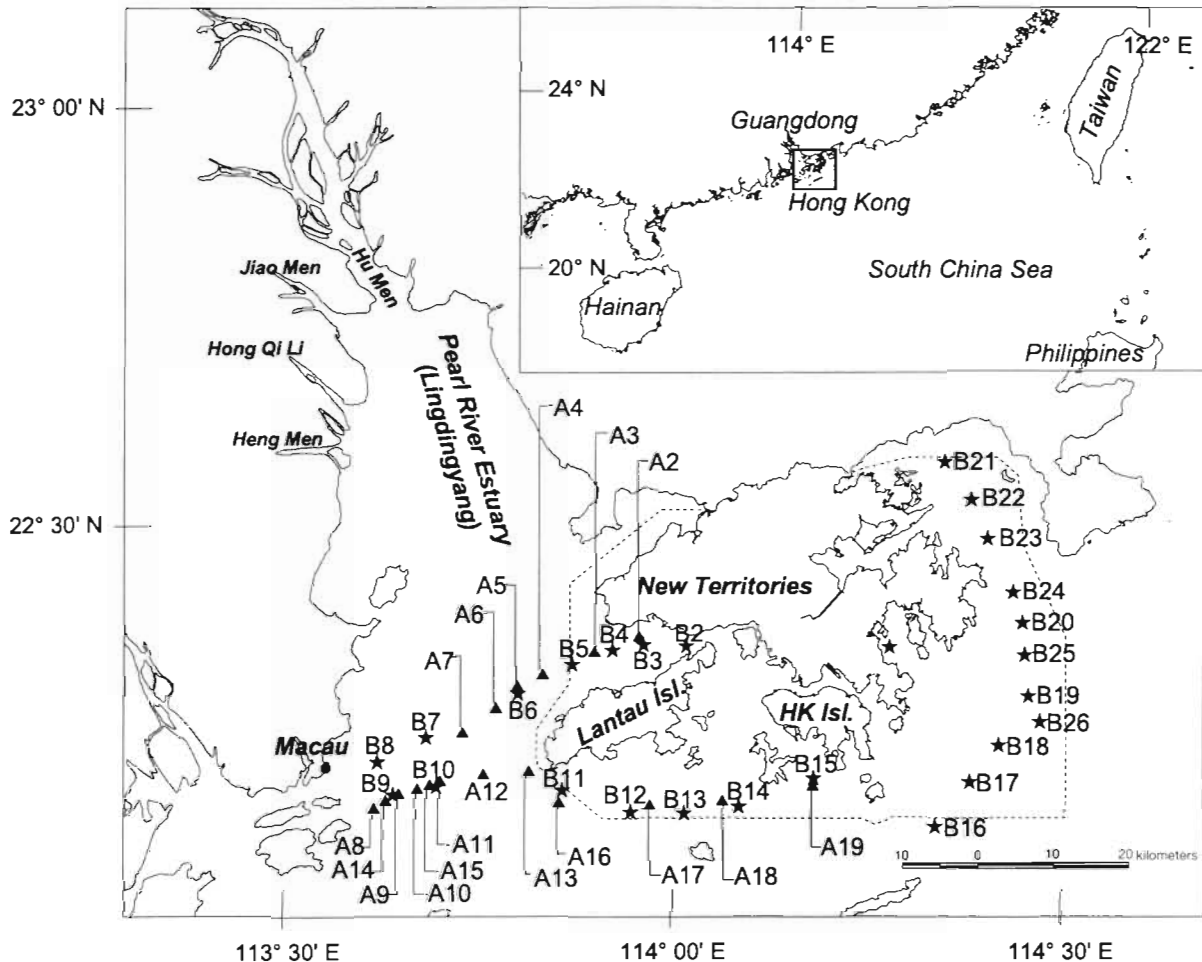 114° E
122° E
24° N
23° 00' N
Taiwan
Guangdong
Hong Kong
20° N
South China Sea
Hainan
Philippines
Jiao Men
Hu Men
Hong Qi Li
Heng Men
Pearl River Estuary
(Lingdingyang)
A4
A3
A2
B21
B22
22° 30' N
B23
New Territories
A5
A6
B24
B20
A7
B5
B4
B3
B2
B25
B6
Lantau Isl.
HK Isl.
B19
B26
B7
B18
Macau
B8
B9
B10
A12
B11
B15
B17
B12
B13
B14
B16
A8
A11
A14
A15
A16
A19
A9
A10
A13
A17
A18
10
0
10
20 kilometers
113° 30' E
114° 00' E
114° 30' E